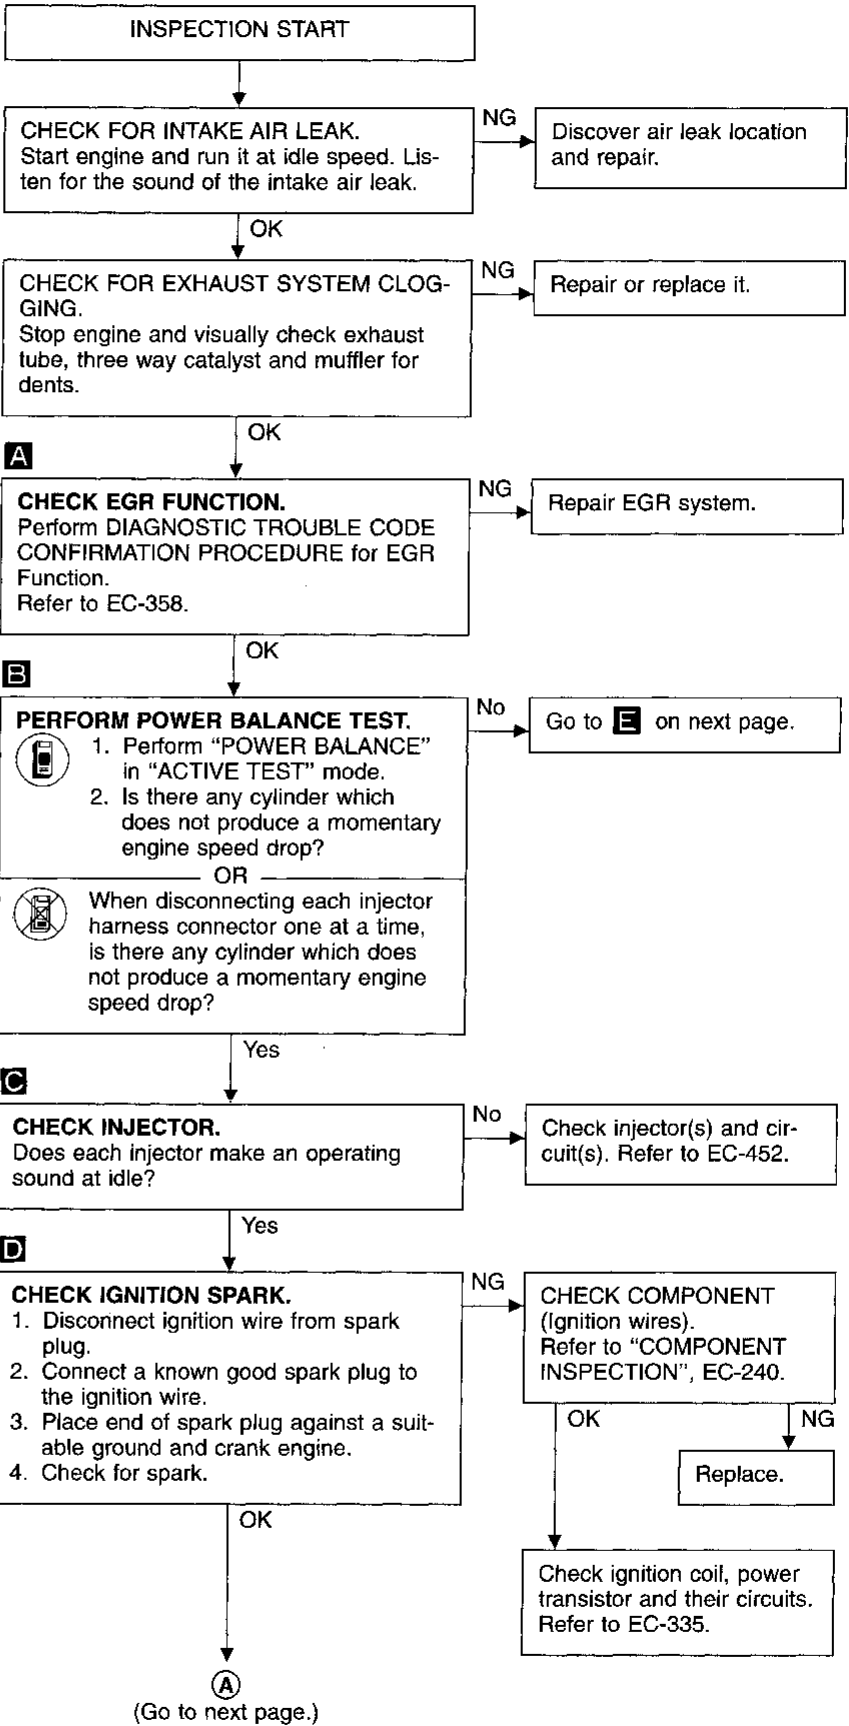 INSPECTION START
CHECK FOR INTAKE AIR LEAK.
Start engine and run it at idle speed. Lis-
ten for the sound of the intake air leak.
NG
Discover air leak location
and repair.
OK
CHECK FOR EXHAUST SYSTEM CLOG-
GING.
Stop engine and visually check exhaust
tube, three way catalyst and muffler for
dents.
NG
Repair or replace it.
OK
A
CHECK EGR FUNCTION.
Perform DIAGNOSTIC TROUBLE CODE
CONFIRMATION PROCEDURE for EGR
Function.
Refer to EC-358.
NG
Repair EGR system.
OK
B
PERFORM POWER BALANCE TEST.
1. Perform “POWER BALANCE”
in “ACTIVE TEST” mode.
2. Is there any cylinder which
does not produce a momentary
engine speed drop?
OR
When disconnecting each injector
harness connector one at a time,
is there any cylinder which does
not produce a momentary engine
speed drop?
No
Go to E on next page.
Yes
C
CHECK INJECTOR.
Does each injector make an operating
sound at idle?
No
Check injector(s) and cir-
cuit(s). Refer to EC-452.
Yes
D
CHECK IGNITION SPARK.
1. Disconnect ignition wire from spark
plug.
2. Connect a known good spark plug to
the ignition wire.
3. Place end of spark plug against a suit-
able ground and crank engine.
4. Check for spark.
NG
CHECK COMPONENT
(Ignition wires).
Refer to “COMPONENT
INSPECTION”, EC-240.
OK
NG
Replace.
Check ignition coil, power
transistor and their circuits.
Refer to EC-335.
OK
A
(Go to next page.)